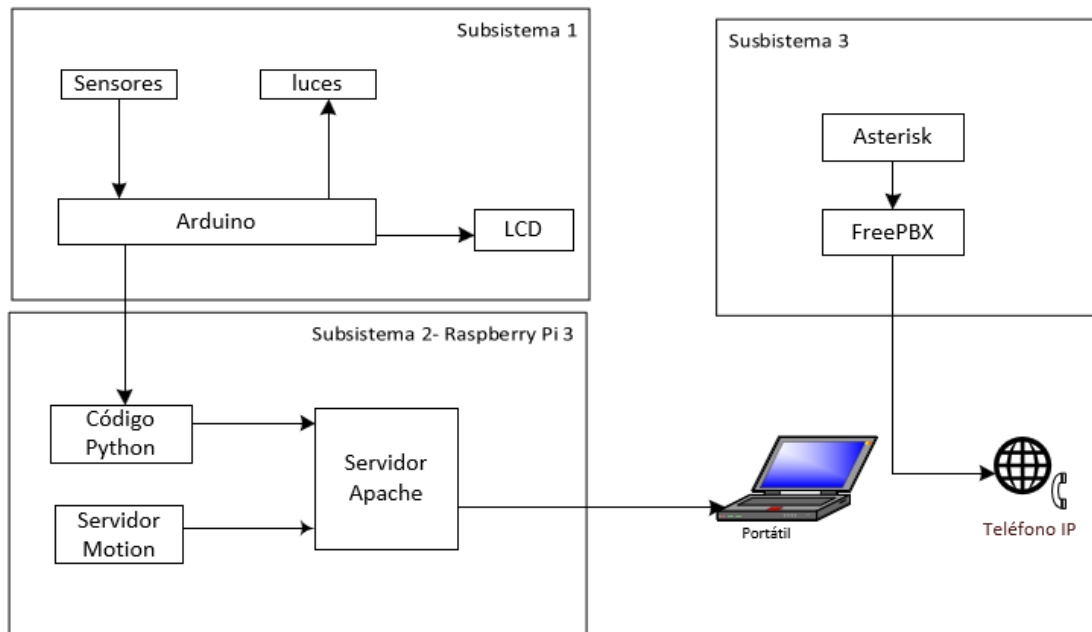 Subsistema 1
Sensores
luces
Arduino
LCD
Susbistema 3
Asterisk
FreePBX
Subsistema 2- Raspberry Pi 3
Código
Python
Servidor
Motion
Servidor
Apache
Portátil
Teléfono IP